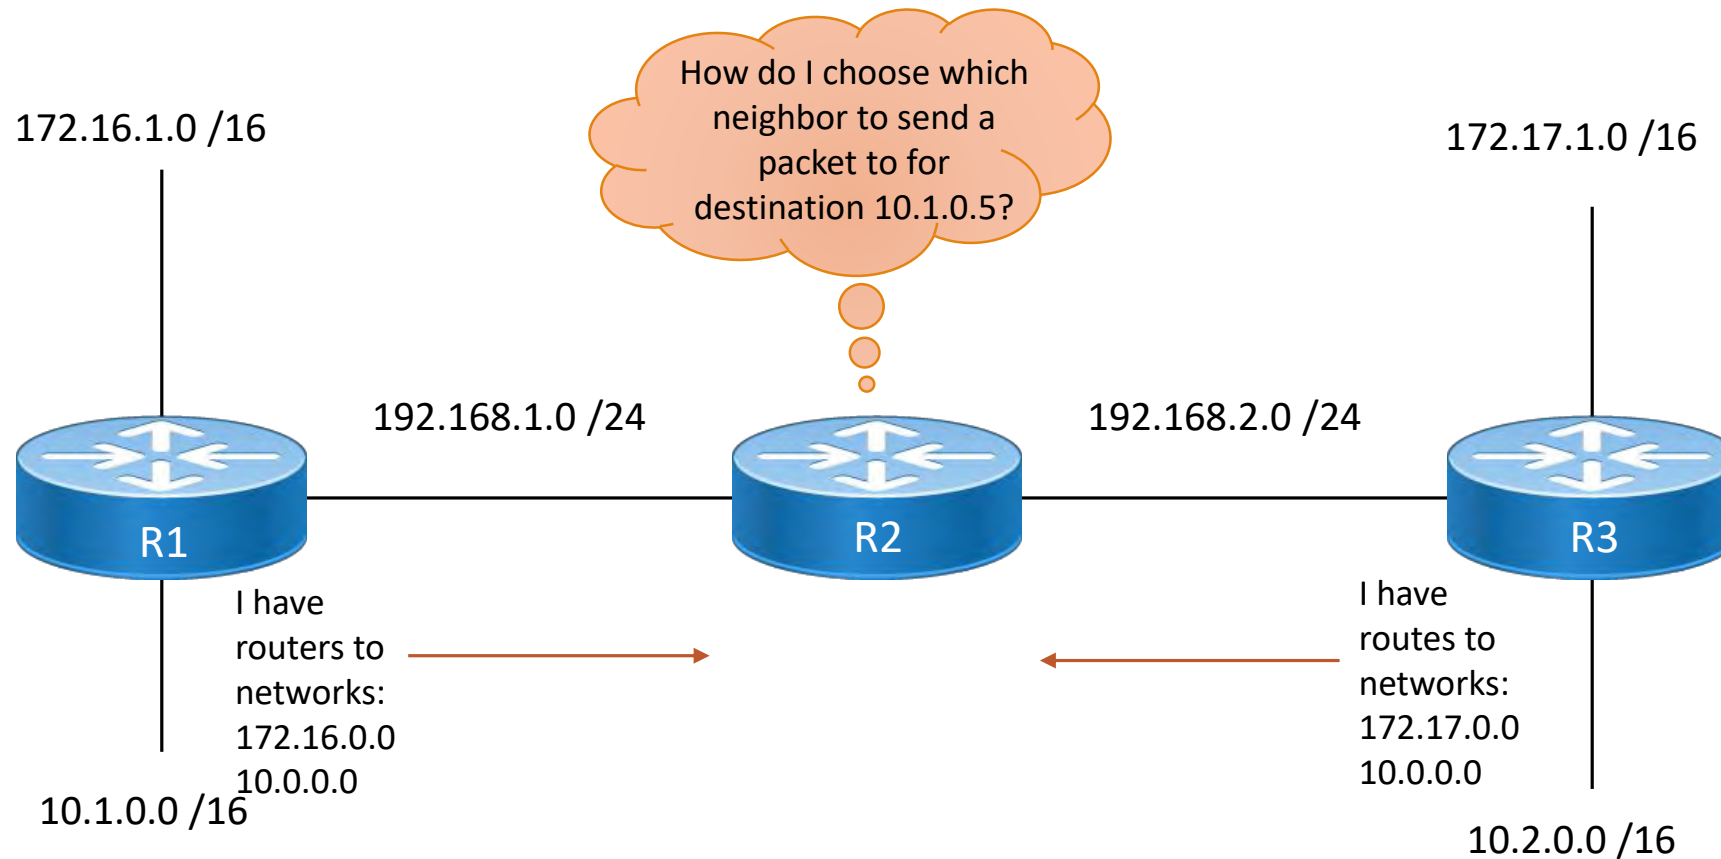 How do I choose which
neighbor to send a
packet to for
destination 10.1.0.5?
172.16.1.0 /16
172.17.1.0 /16
192.168.1.0 /24
192.168.2.0 /24
R1
R2
R3
I have
routers to
networks:
172.16.0.0
10.0.0.0
I have
routes to
networks:
172.17.0.0
10.0.0.0
10.1.0.0 /16
10.2.0.0 /16